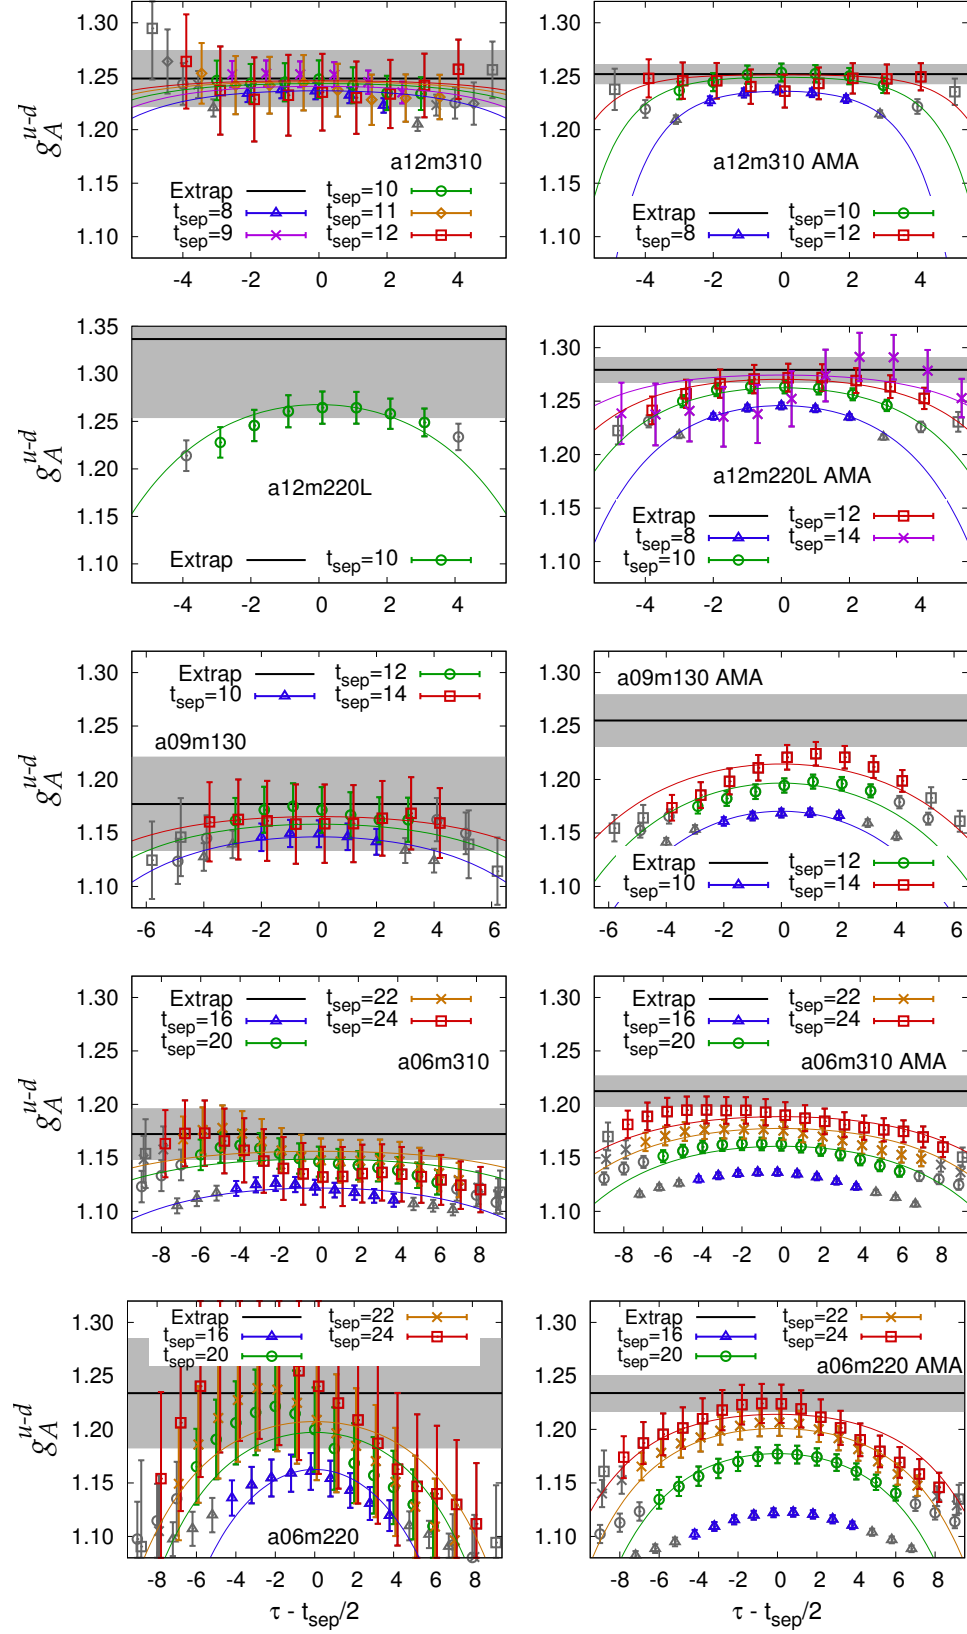 1.30
1.25
1.20
1.15
1.10
g_A^{u-d}
a12m310
Extrap
t_sep=8
t_sep=9
t_sep=10
t_sep=11
t_sep=12
-4 -2 0 2 4
1.30
1.25
1.20
1.15
1.10
a12m310 AMA
Extrap
t_sep=8
t_sep=10
t_sep=12
-4 -2 0 2 4
1.35
1.30
1.25
1.20
1.15
1.10
g_A^{u-d}
a12m220L
Extrap
t_sep=10
-4 -2 0 2 4
1.30
1.25
1.20
1.15
1.10
a12m220L AMA
Extrap
t_sep=8
t_sep=10
t_sep=12
t_sep=14
-4 -2 0 2 4
1.30
1.25
1.20
1.15
1.10
g_A^{u-d}
Extrap
t_sep=10
t_sep=12
t_sep=14
a09m130
-6 -4 -2 0 2 4 6
1.30
1.25
1.20
1.15
1.10
a09m130 AMA
Extrap
t_sep=10
t_sep=12
t_sep=14
-6 -4 -2 0 2 4 6
1.30
1.25
1.20
1.15
1.10
g_A^{u-d}
Extrap
t_sep=16
t_sep=20
t_sep=22
t_sep=24
a06m310
-8 -6 -4 -2 0 2 4 6 8
1.30
1.25
1.20
1.15
1.10
Extrap
t_sep=16
t_sep=20
t_sep=22
t_sep=24
a06m310 AMA
-8 -6 -4 -2 0 2 4 6 8
1.30
1.25
1.20
1.15
1.10
g_A^{u-d}
Extrap
t_sep=16
t_sep=20
t_sep=22
t_sep=24
a06m220
-8 -6 -4 -2 0 2 4 6 8
τ - t_sep/2
1.30
1.25
1.20
1.15
1.10
Extrap
t_sep=16
t_sep=20
t_sep=22
t_sep=24
a06m220 AMA
-8 -6 -4 -2 0 2 4 6 8
τ - t_sep/2